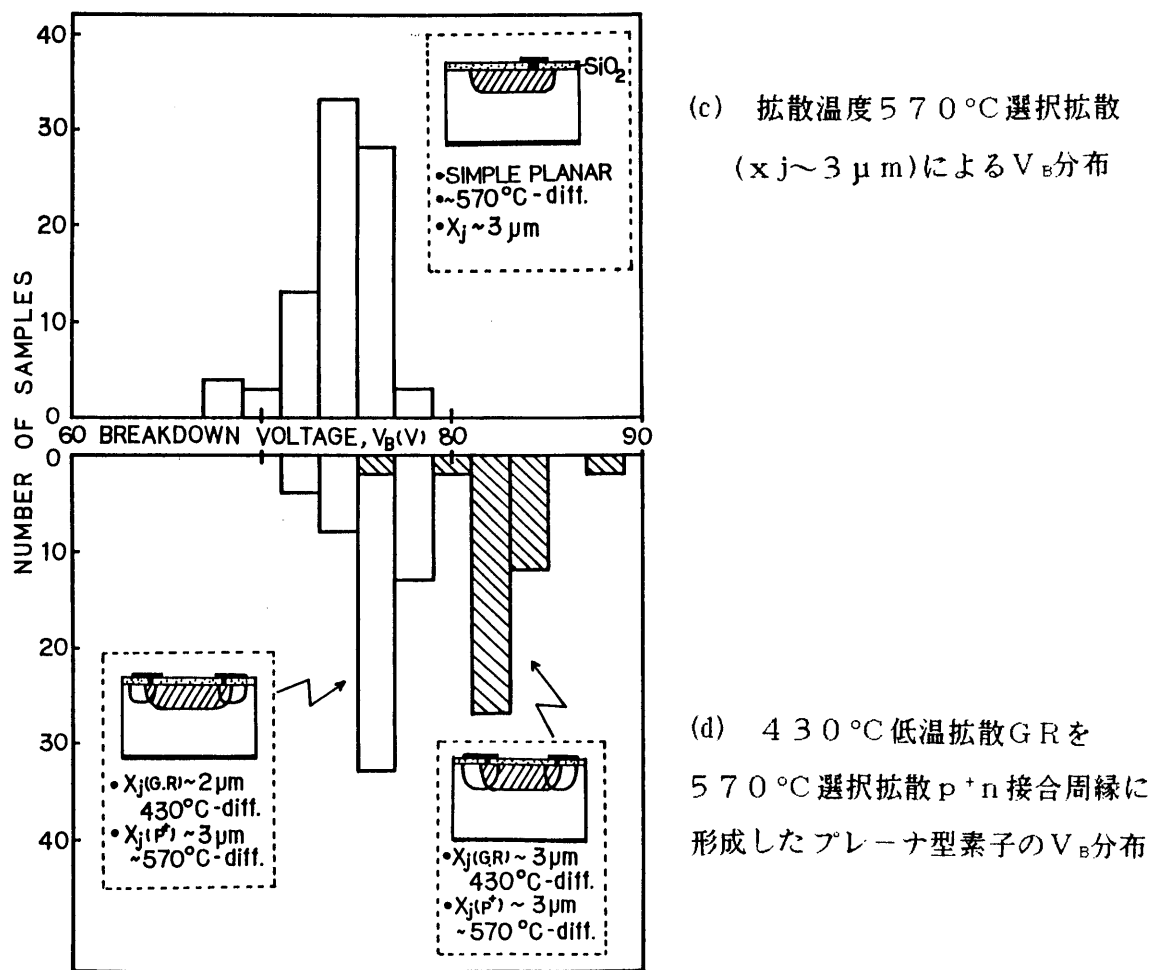 40
30
20
10
0
NUMBER OF SAMPLES
SiO₂
•SIMPLE PLANAR
•~570°C-diff.
•Xj~3μm
(c) 拡散温度570°C選択拡散
(xj~3μm)によるVB分布
60 BREAKDOWN VOLTAGE, VB(V) 80 90
0
10
20
30
40
•Xj(G.R)~2μm
430°C-diff.
•Xj(P⁺)~3μm
~570°C-diff.
•Xj(GR)~3μm
430°C-diff.
•Xj(P⁺)~3μm
~570°C-diff.
(d) 430°C低温拡散GRを
570°C選択拡散p⁺n接合周縁に
形成したプレーナ型素子のVB分布